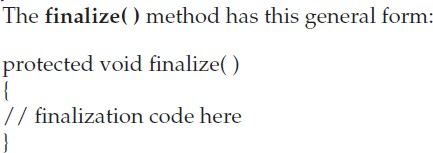 The finalize( ) method has this general form:
protected void finalize( )
{
// finalization code here
}